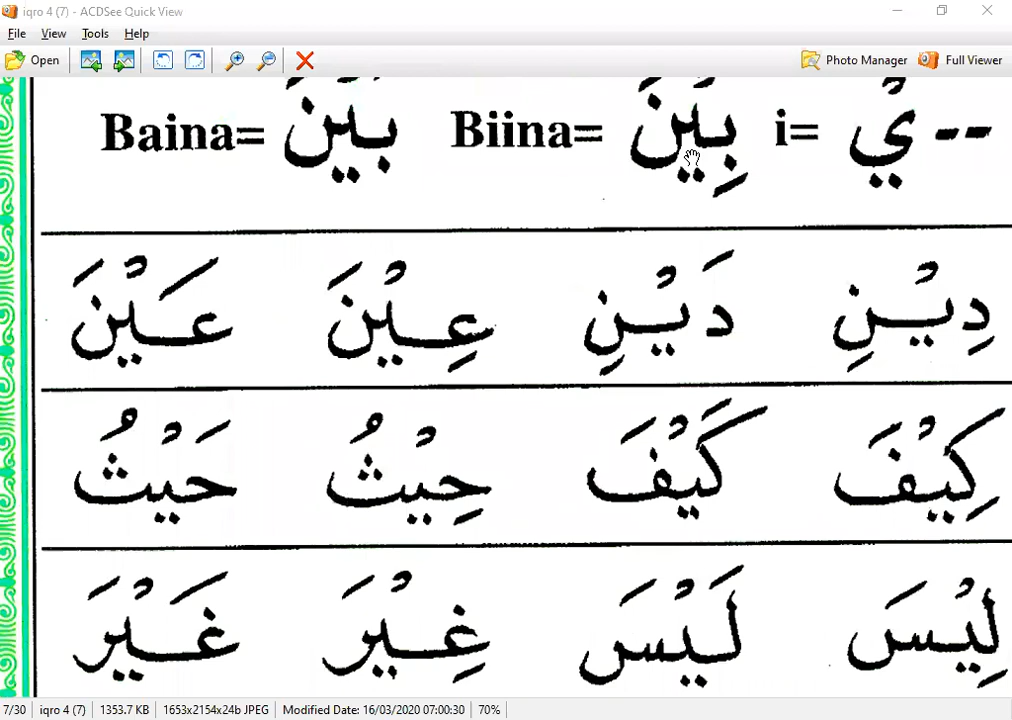 iqro 4 (7) - ACDSee Quick View
File View Tools Help
Open Photo Manager Full Viewer
-- يْ i= بِيْنَ Biina= بَيْنَ Baina=
دِيْنِ دَيْنِ عِيْنَ عَيْنَ
كِيْفَ كَيْفَ حِيْثُ حَيْثُ
لِيْسَ لَيْسَ غِيْرَ غَيْرَ
7/30 iqro 4 (7) 1353.7 KB 1653x2154x24b JPEG Modified Date: 16/03/2020 07:00:30 70%